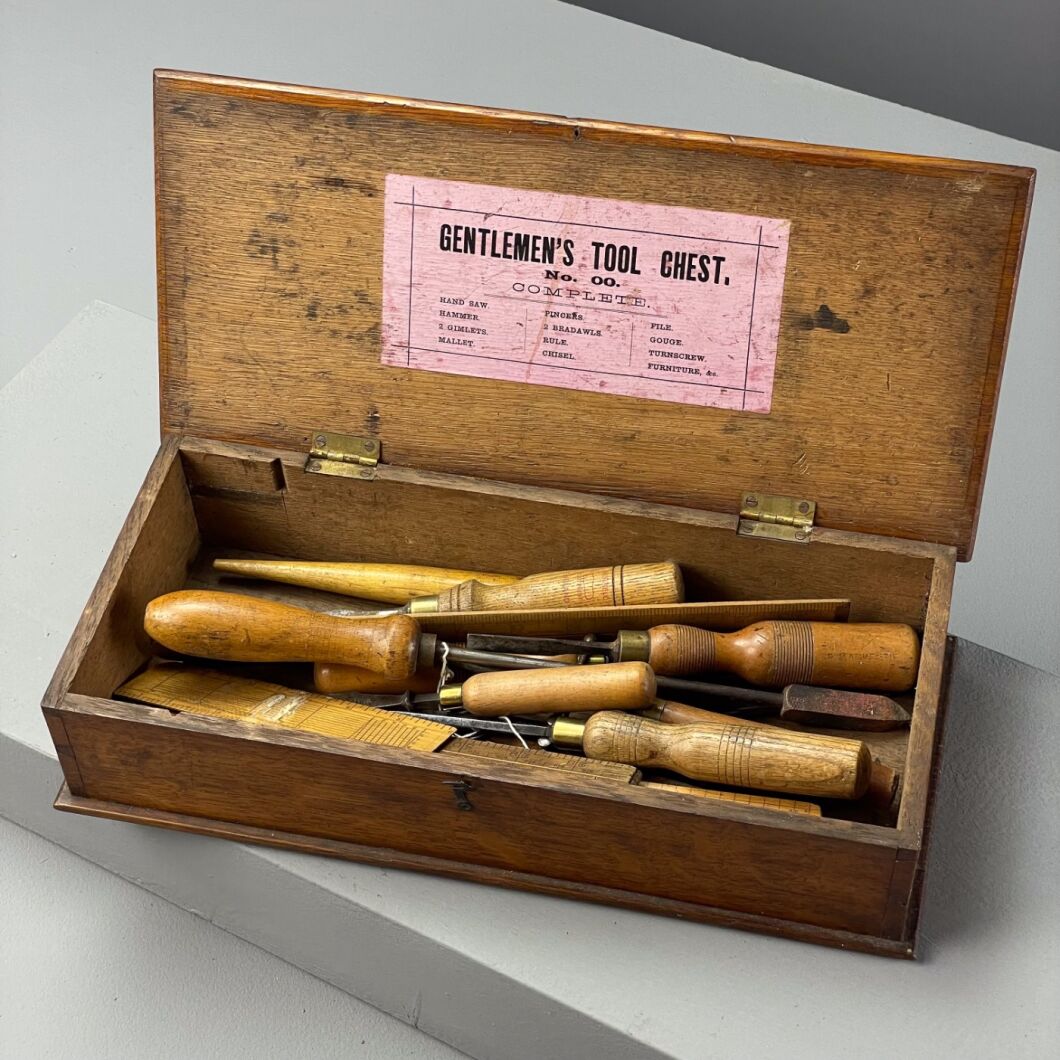 GENTLEMEN'S TOOL CHEST.
No. 00.
COMPLETE.
HAND SAW.
HAMMER.
2 GIMLETS.
MALLET.
PINCERS.
2 BRADAWLS.
RULE.
CHISEL.
FILE.
GOUGE.
TURNSCREW.
FURNITURE, &c.